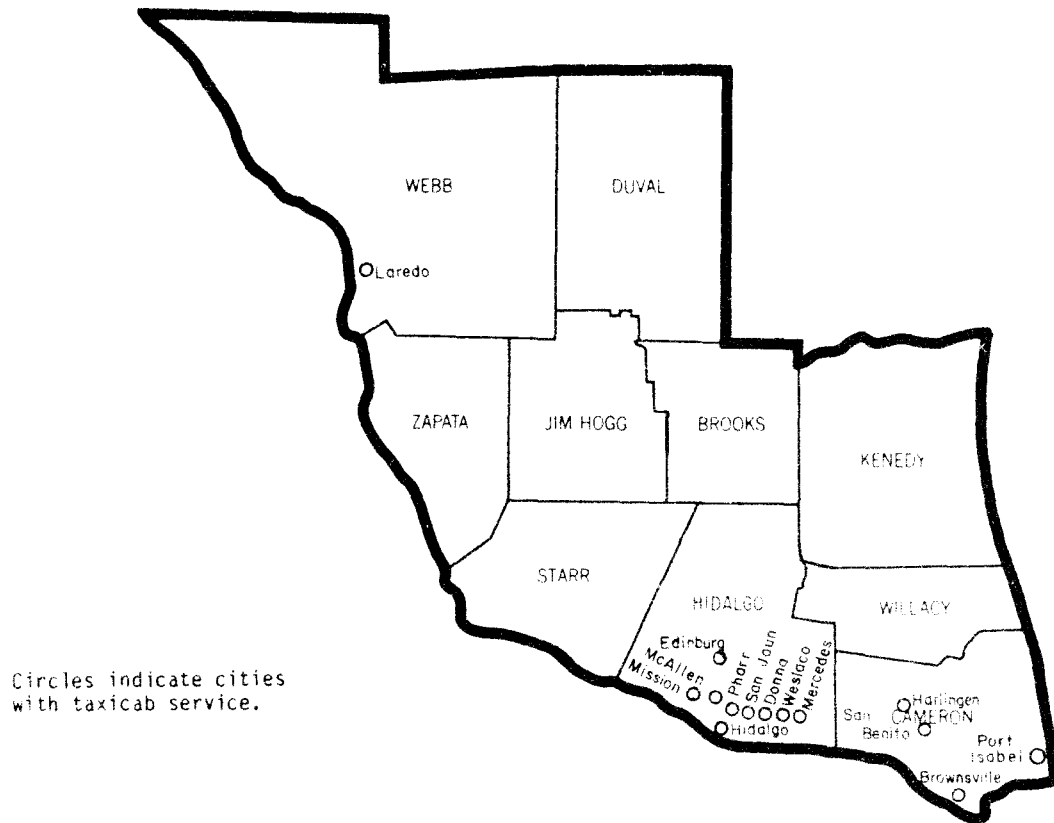 WEBB
DUVAL
Laredo
ZAPATA
JIM HOGG
BROOKS
KENEDY
STARR
HIDALGO
WILLACY
Edinburg
McAllen
Mission
Pharr
San Jaun
Donna
Weslaco
Mercedes
Hidalgo
Harlingen
CAMERON
San
Benito
Port
Isabel
Brownsville
Circles indicate cities
with taxicab service.